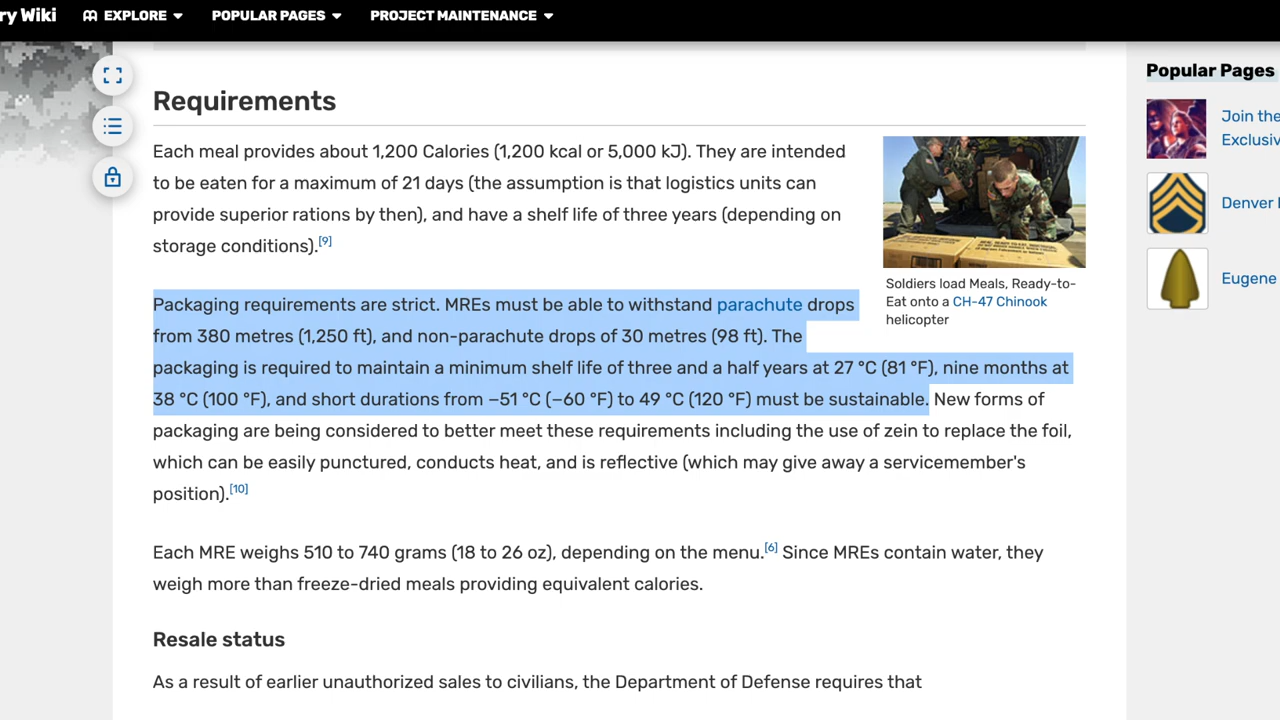 ry Wiki EXPLORE POPULAR PAGES PROJECT MAINTENANCE
Requirements
Each meal provides about 1,200 Calories (1,200 kcal or 5,000 kJ). They are intended
to be eaten for a maximum of 21 days (the assumption is that logistics units can
provide superior rations by then), and have a shelf life of three years (depending on
storage conditions).[9]
Soldiers load Meals, Ready-to-
Eat onto a CH-47 Chinook
helicopter
Packaging requirements are strict. MREs must be able to withstand parachute drops
from 380 metres (1,250 ft), and non-parachute drops of 30 metres (98 ft). The
packaging is required to maintain a minimum shelf life of three and a half years at 27 °C (81 °F), nine months at
38 °C (100 °F), and short durations from −51 °C (−60 °F) to 49 °C (120 °F) must be sustainable. New forms of
packaging are being considered to better meet these requirements including the use of zein to replace the foil,
which can be easily punctured, conducts heat, and is reflective (which may give away a servicemember's
position).[10]
Each MRE weighs 510 to 740 grams (18 to 26 oz), depending on the menu.[6] Since MREs contain water, they
weigh more than freeze-dried meals providing equivalent calories.
Resale status
As a result of earlier unauthorized sales to civilians, the Department of Defense requires that
Popular Pages
Join the
Exclusiv
Denver
Eugene